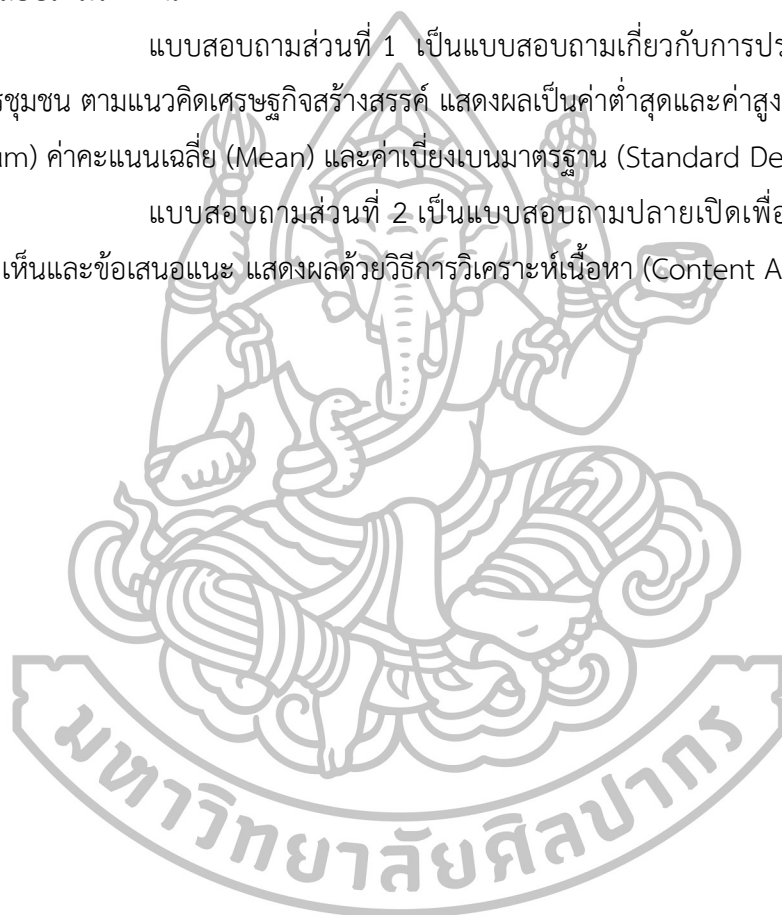 แบบสอบถามส่วนที่ 1 เป็นแบบสอบถามเกี่ยวกับการปร
ชุมชน ตามแนวคิดเศรษฐกิจสร้างสรรค์ แสดงผลเป็นค่าต่ำสุดและค่าสูง
um) ค่าคะแนนเฉลี่ย (Mean) และค่าเบี่ยงเบนมาตรฐาน (Standard De
แบบสอบถามส่วนที่ 2 เป็นแบบสอบถามปลายเปิดเพื่อ
เห็นและข้อเสนอแนะ แสดงผลด้วยวิธีการวิเคราะห์เนื้อหา (Content A
มหาวิทยาลัยศิลปากร